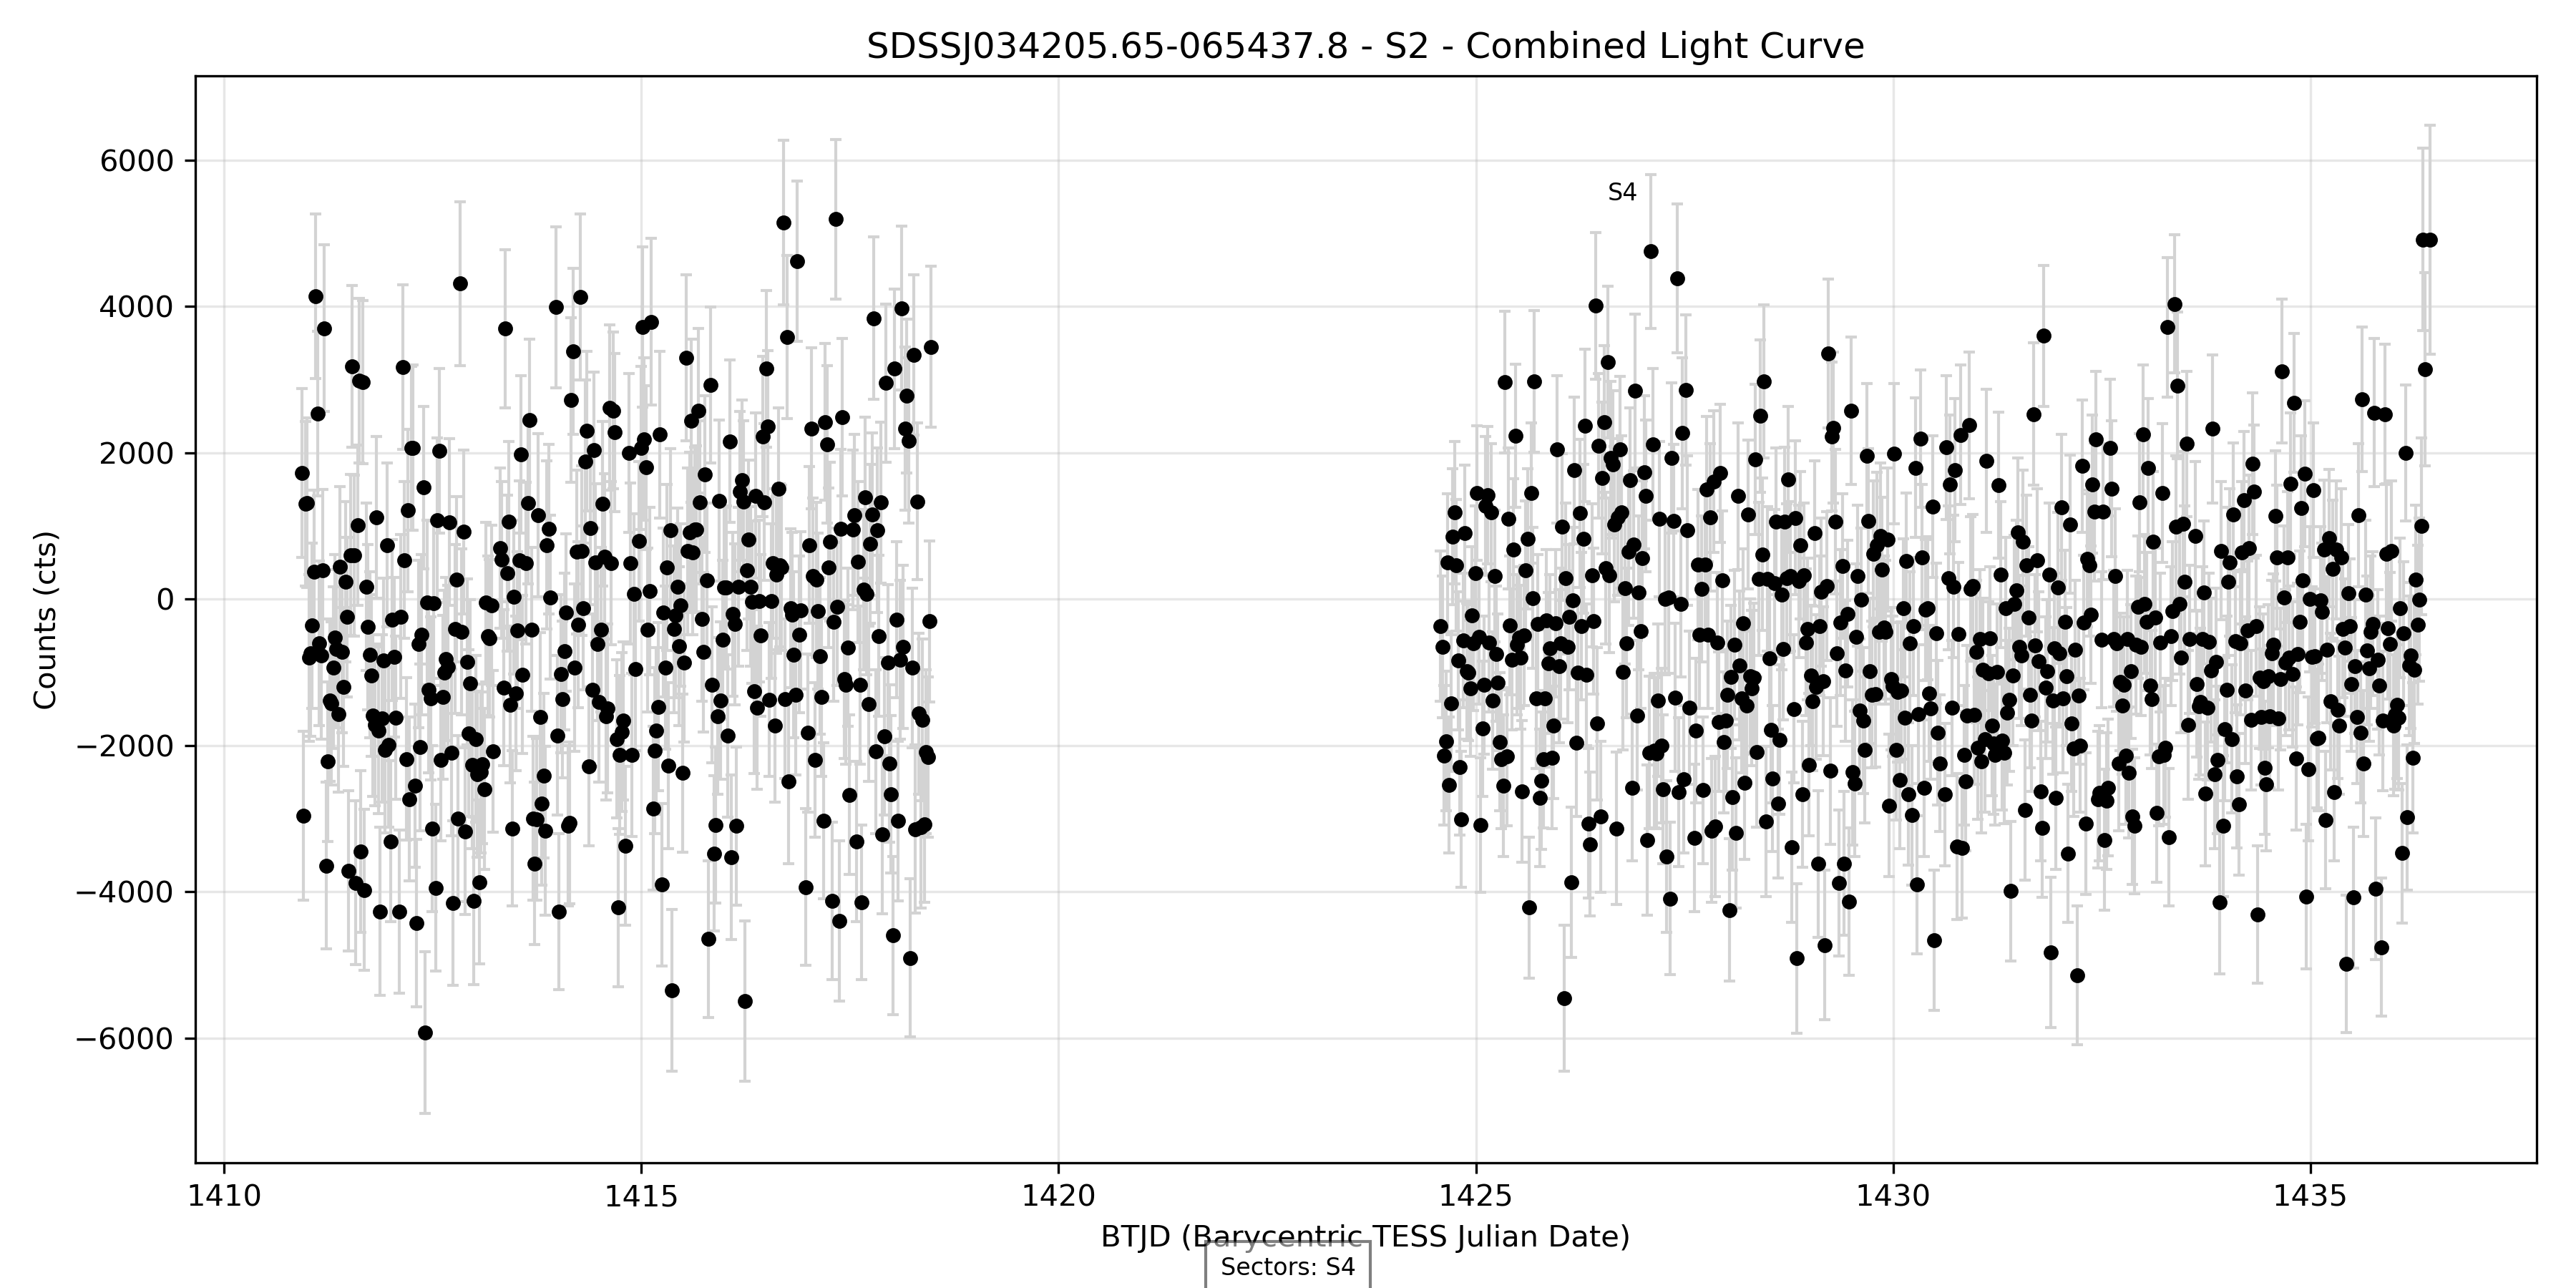 SDSSJ034205.65-065437.8 - S2 - Combined Light Curve
6000
4000
2000
0
−2000
−4000
−6000
Counts (cts)
S4
1410
1415
1420
1425
1430
1435
BTJD (Barycentric TESS Julian Date)
Sectors: S4